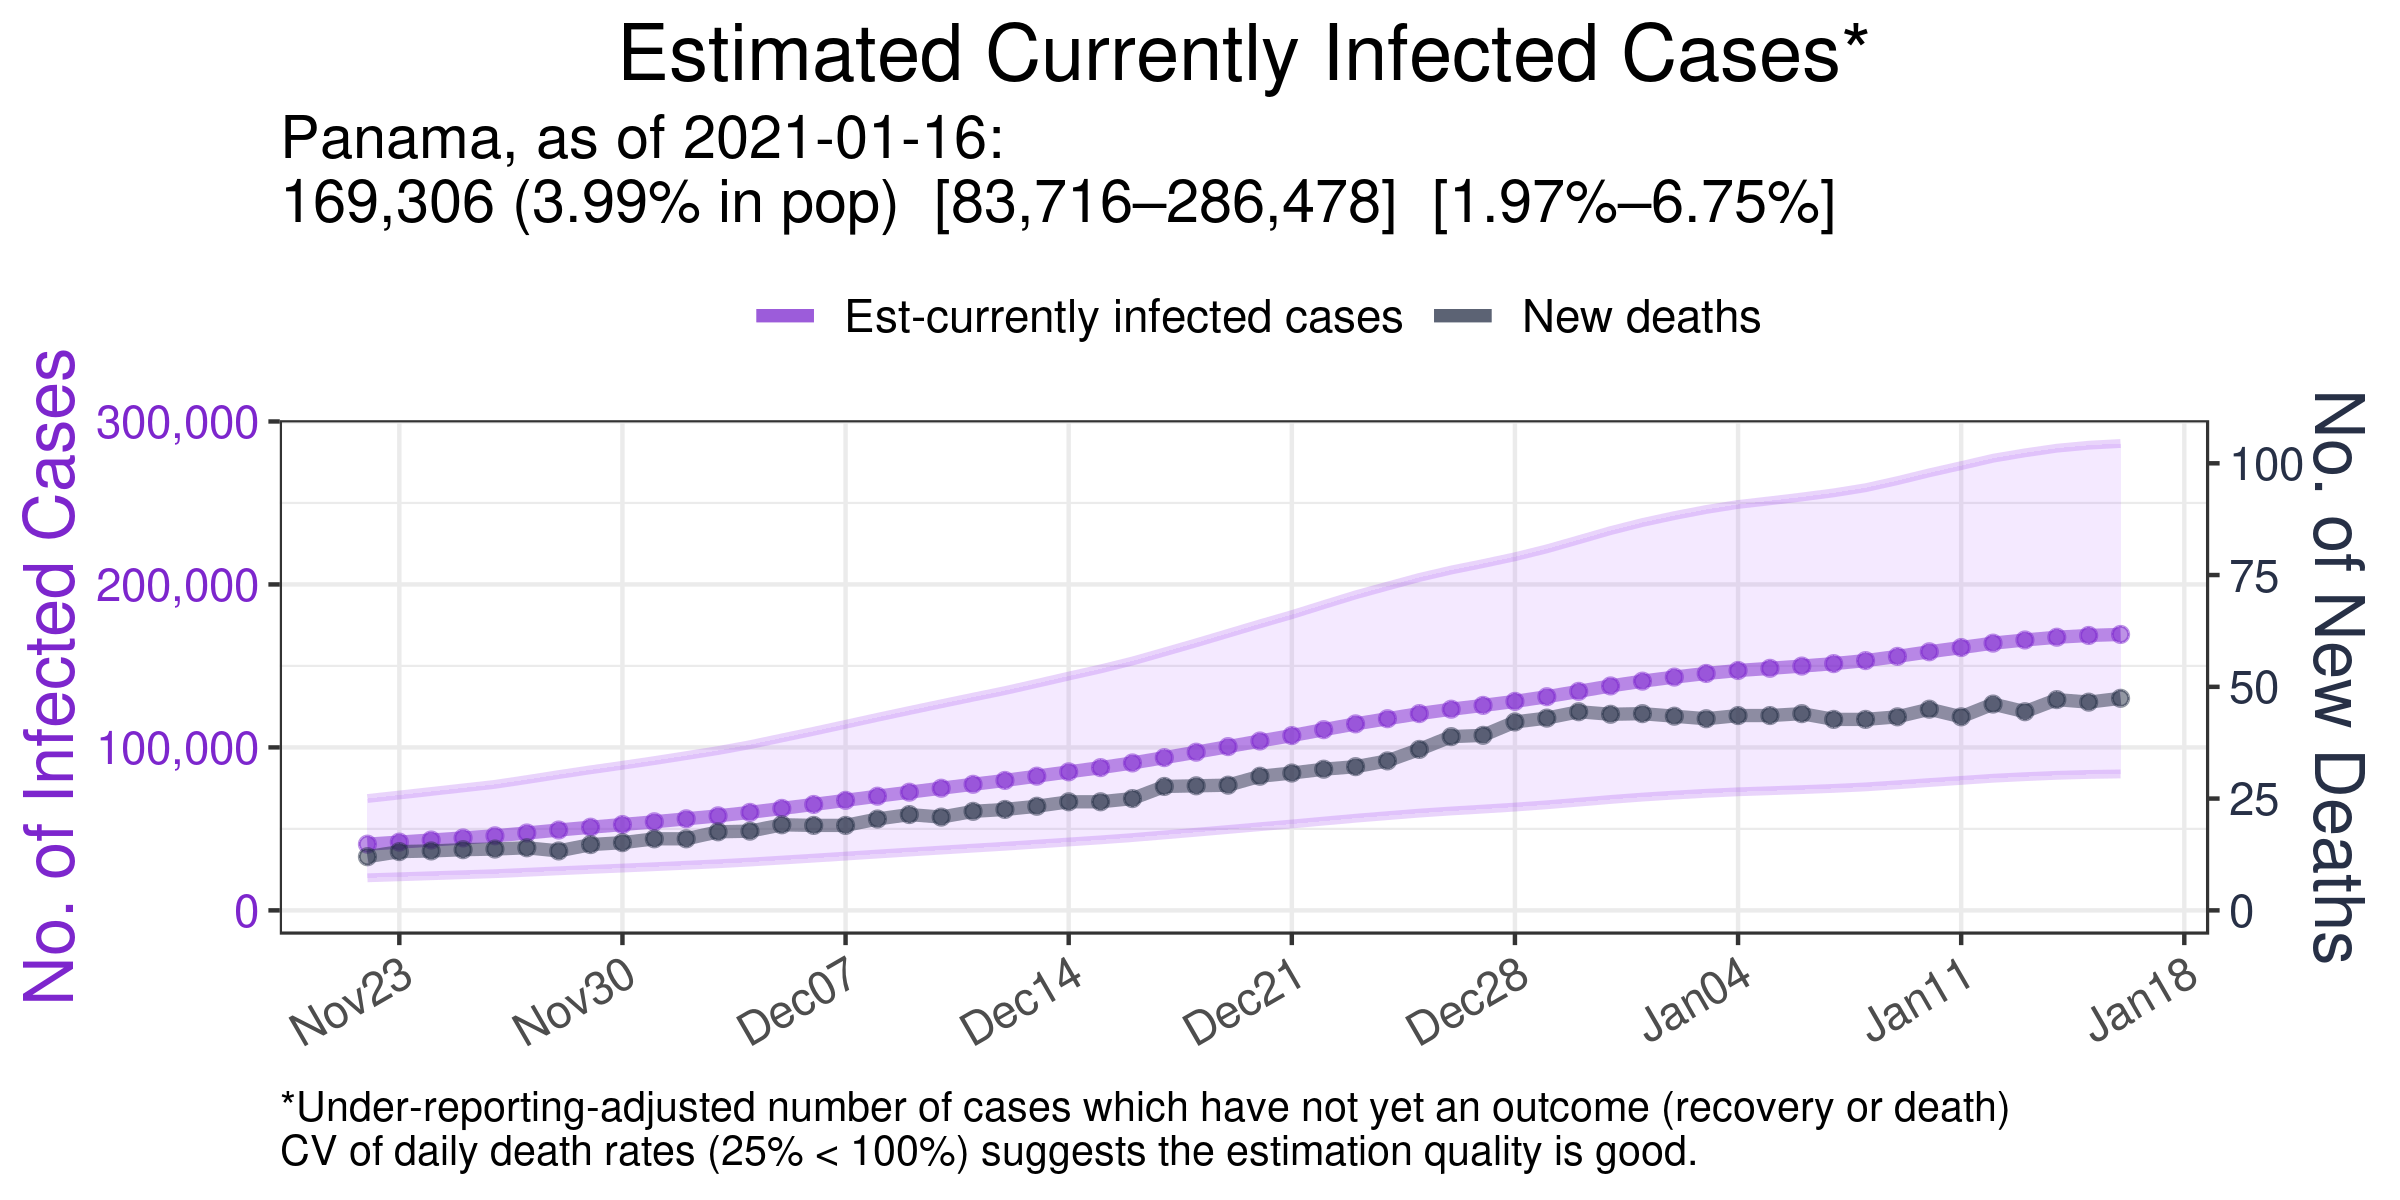 Estimated Currently Infected Cases*
Panama, as of 2021-01-16:
169,306 (3.99% in pop)  [83,716–286,478]  [1.97%–6.75%]
Est-currently infected cases
New deaths
No. of Infected Cases
300,000
200,000
100,000
0
No. of New Deaths
100
75
50
25
0
Nov23
Nov30
Dec07
Dec14
Dec21
Dec28
Jan04
Jan11
Jan18
*Under-reporting-adjusted number of cases which have not yet an outcome (recovery or death)
CV of daily death rates (25% < 100%) suggests the estimation quality is good.